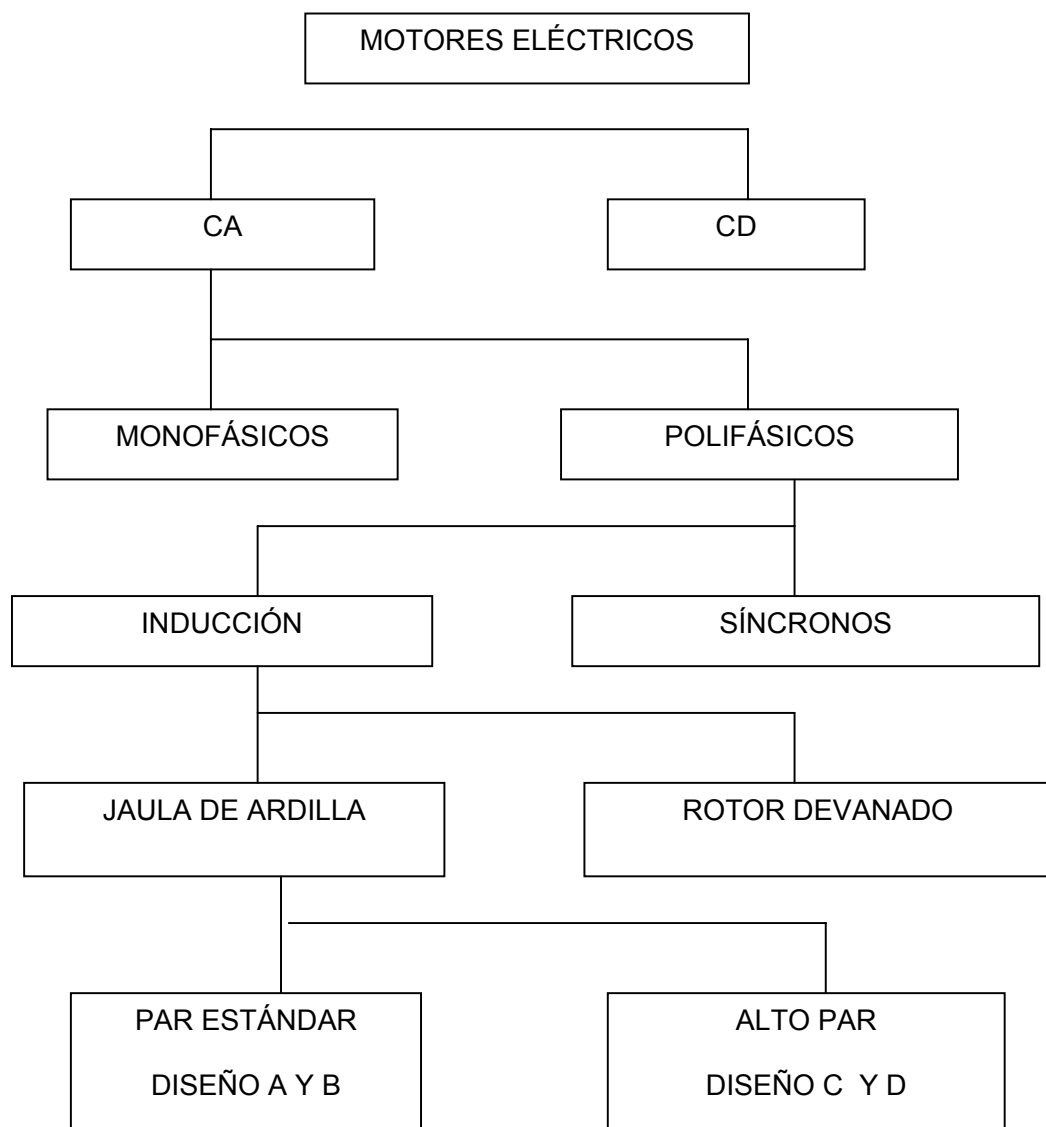 MOTORES ELÉCTRICOS
CA
CD
MONOFÁSICOS
POLIFÁSICOS
INDUCCIÓN
SÍNCRONOS
JAULA DE ARDILLA
ROTOR DEVANADO
PAR ESTÁNDAR
DISEÑO A Y B
ALTO PAR
DISEÑO C Y D